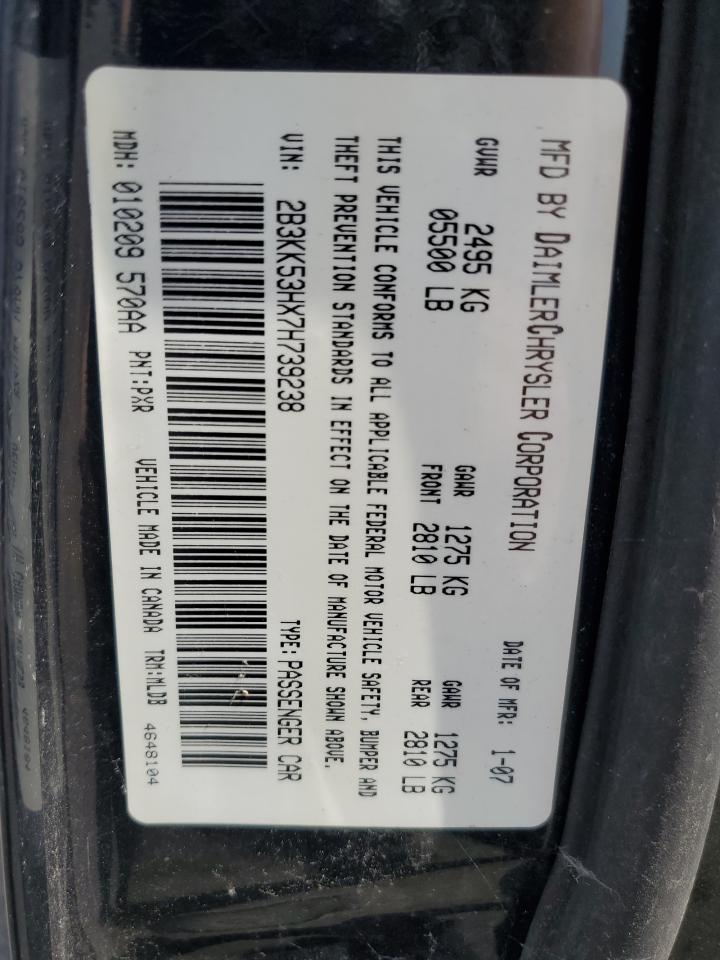 MFD BY DAIMLERCHRYSLER CORPORATION
DATE OF MFR: 1-07
GVWR 2495 KG
05500 LB
GAWR 1275 KG
FRONT 2810 LB
GAWR 1275 KG
REAR 2810 LB
THIS VEHICLE CONFORMS TO ALL APPLICABLE FEDERAL MOTOR VEHICLE SAFETY, BUMPER AND
THEFT PREVENTION STANDARDS IN EFFECT ON THE DATE OF MANUFACTURE SHOWN ABOVE.
VIN: 2B3KK53HX7H739238
TYPE: PASSENGER CAR
MDH: 010209 570AA PNT:PXR VEHICLE MADE IN CANADA TRM:MLDB 4648104